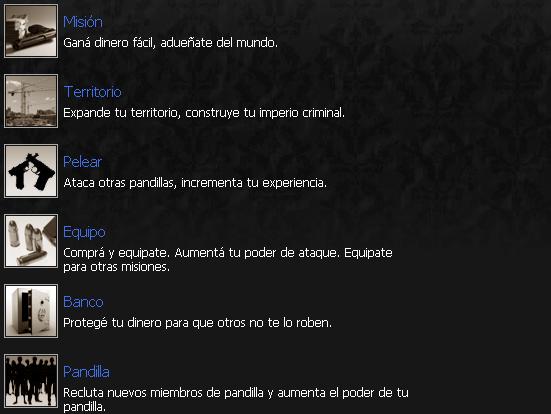 Misión
Ganá dinero fácil, adueñate del mundo.
Territorio
Expande tu territorio, construye tu imperio criminal.
Pelear
Ataca otras pandillas, incrementa tu experiencia.
Equipo
Comprá y equipate. Aumentá tu poder de ataque. Equipate
para otras misiones.
Banco
Protegé tu dinero para que otros no te lo roben.
Pandilla
Recluta nuevos miembros de pandilla y aumenta el poder de tu
pandilla.